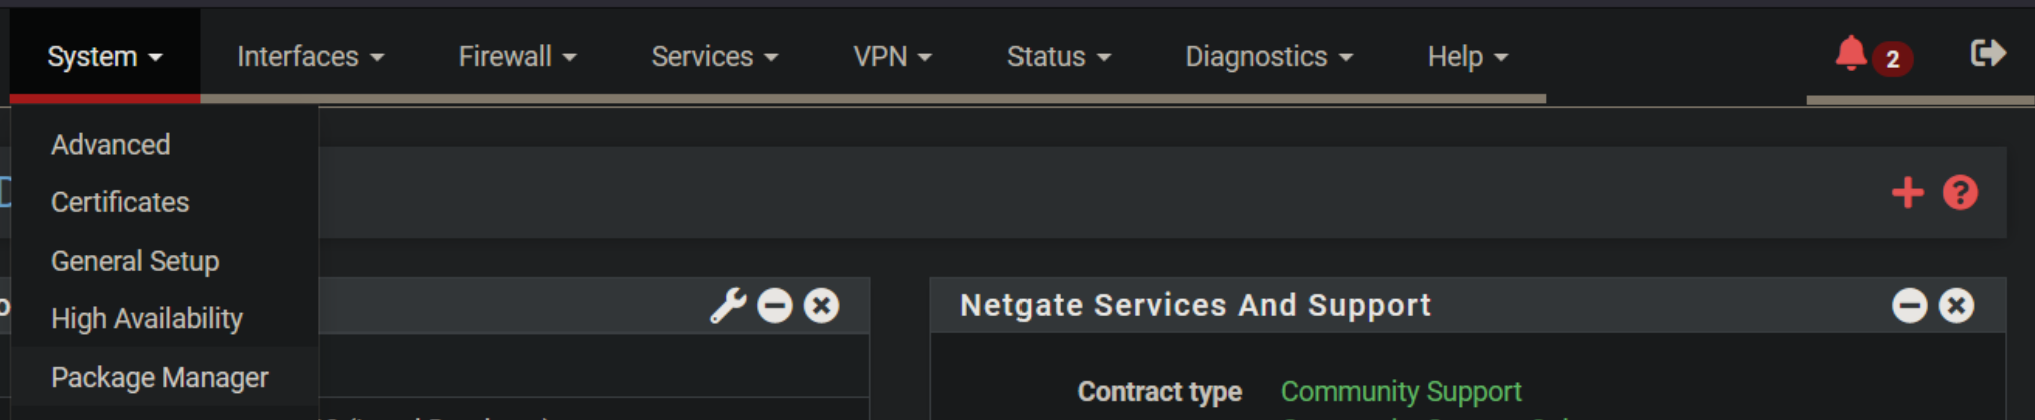 System Interfaces Firewall Services VPN Status Diagnostics Help 2
Advanced
Certificates
General Setup
High Availability
Package Manager
Netgate Services And Support
Contract type Community Support